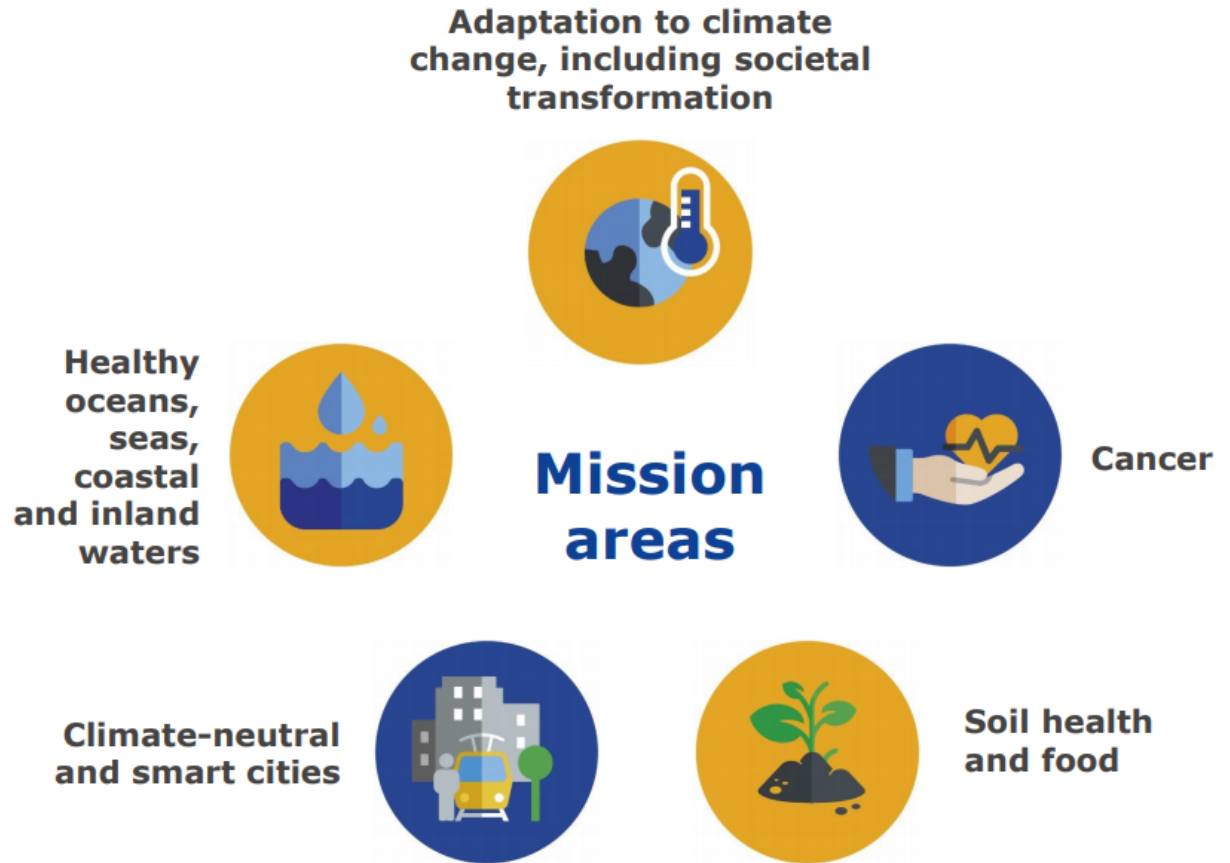 Adaptation to climate
change, including societal
transformation
Healthy
oceans,
seas,
coastal
and inland
waters
Mission
areas
Cancer
Climate-neutral
and smart cities
Soil health
and food